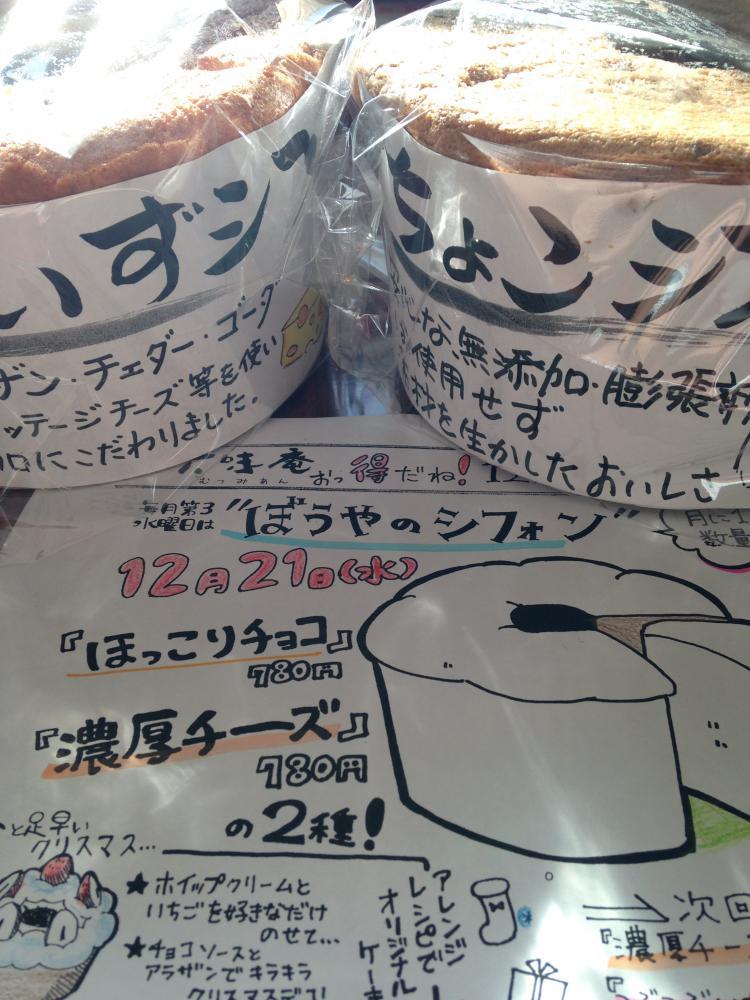 いずシフ
ザン・チェダー・ゴーダ
ッテージチーズ等を使い
にこだわりました。
ちょこシフ
な無添加・膨張剤
使用せず
材を生かしたおいしさ
味庵 おっ得だね!
むつみあん
毎月第3
水曜日は
"ぼうやのシフォン"
月に1
数量
12月21日(水)
『ほっこりチョコ』
780円
『濃厚チーズ』
780円
の2種!
と足早い
クリスマス…
★ホイップクリームと
いちごを好きなだけ
のせて…
★チョコソースと
アラザンでキラキラ
クリスマスデコ!
アレンジ
レシピで
オリジナル
ケーキ
⇒次回
『濃厚チーズ